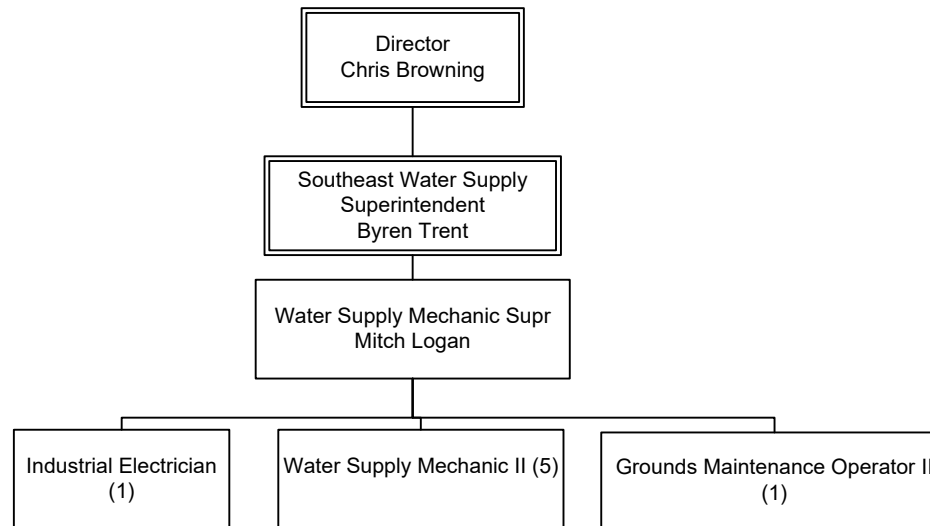 Director
Chris Browning
Southeast Water Supply
Superintendent
Byren Trent
Water Supply Mechanic Supr
Mitch Logan
Industrial Electrician
(1)
Water Supply Mechanic II (5)
Grounds Maintenance Operator II
(1)